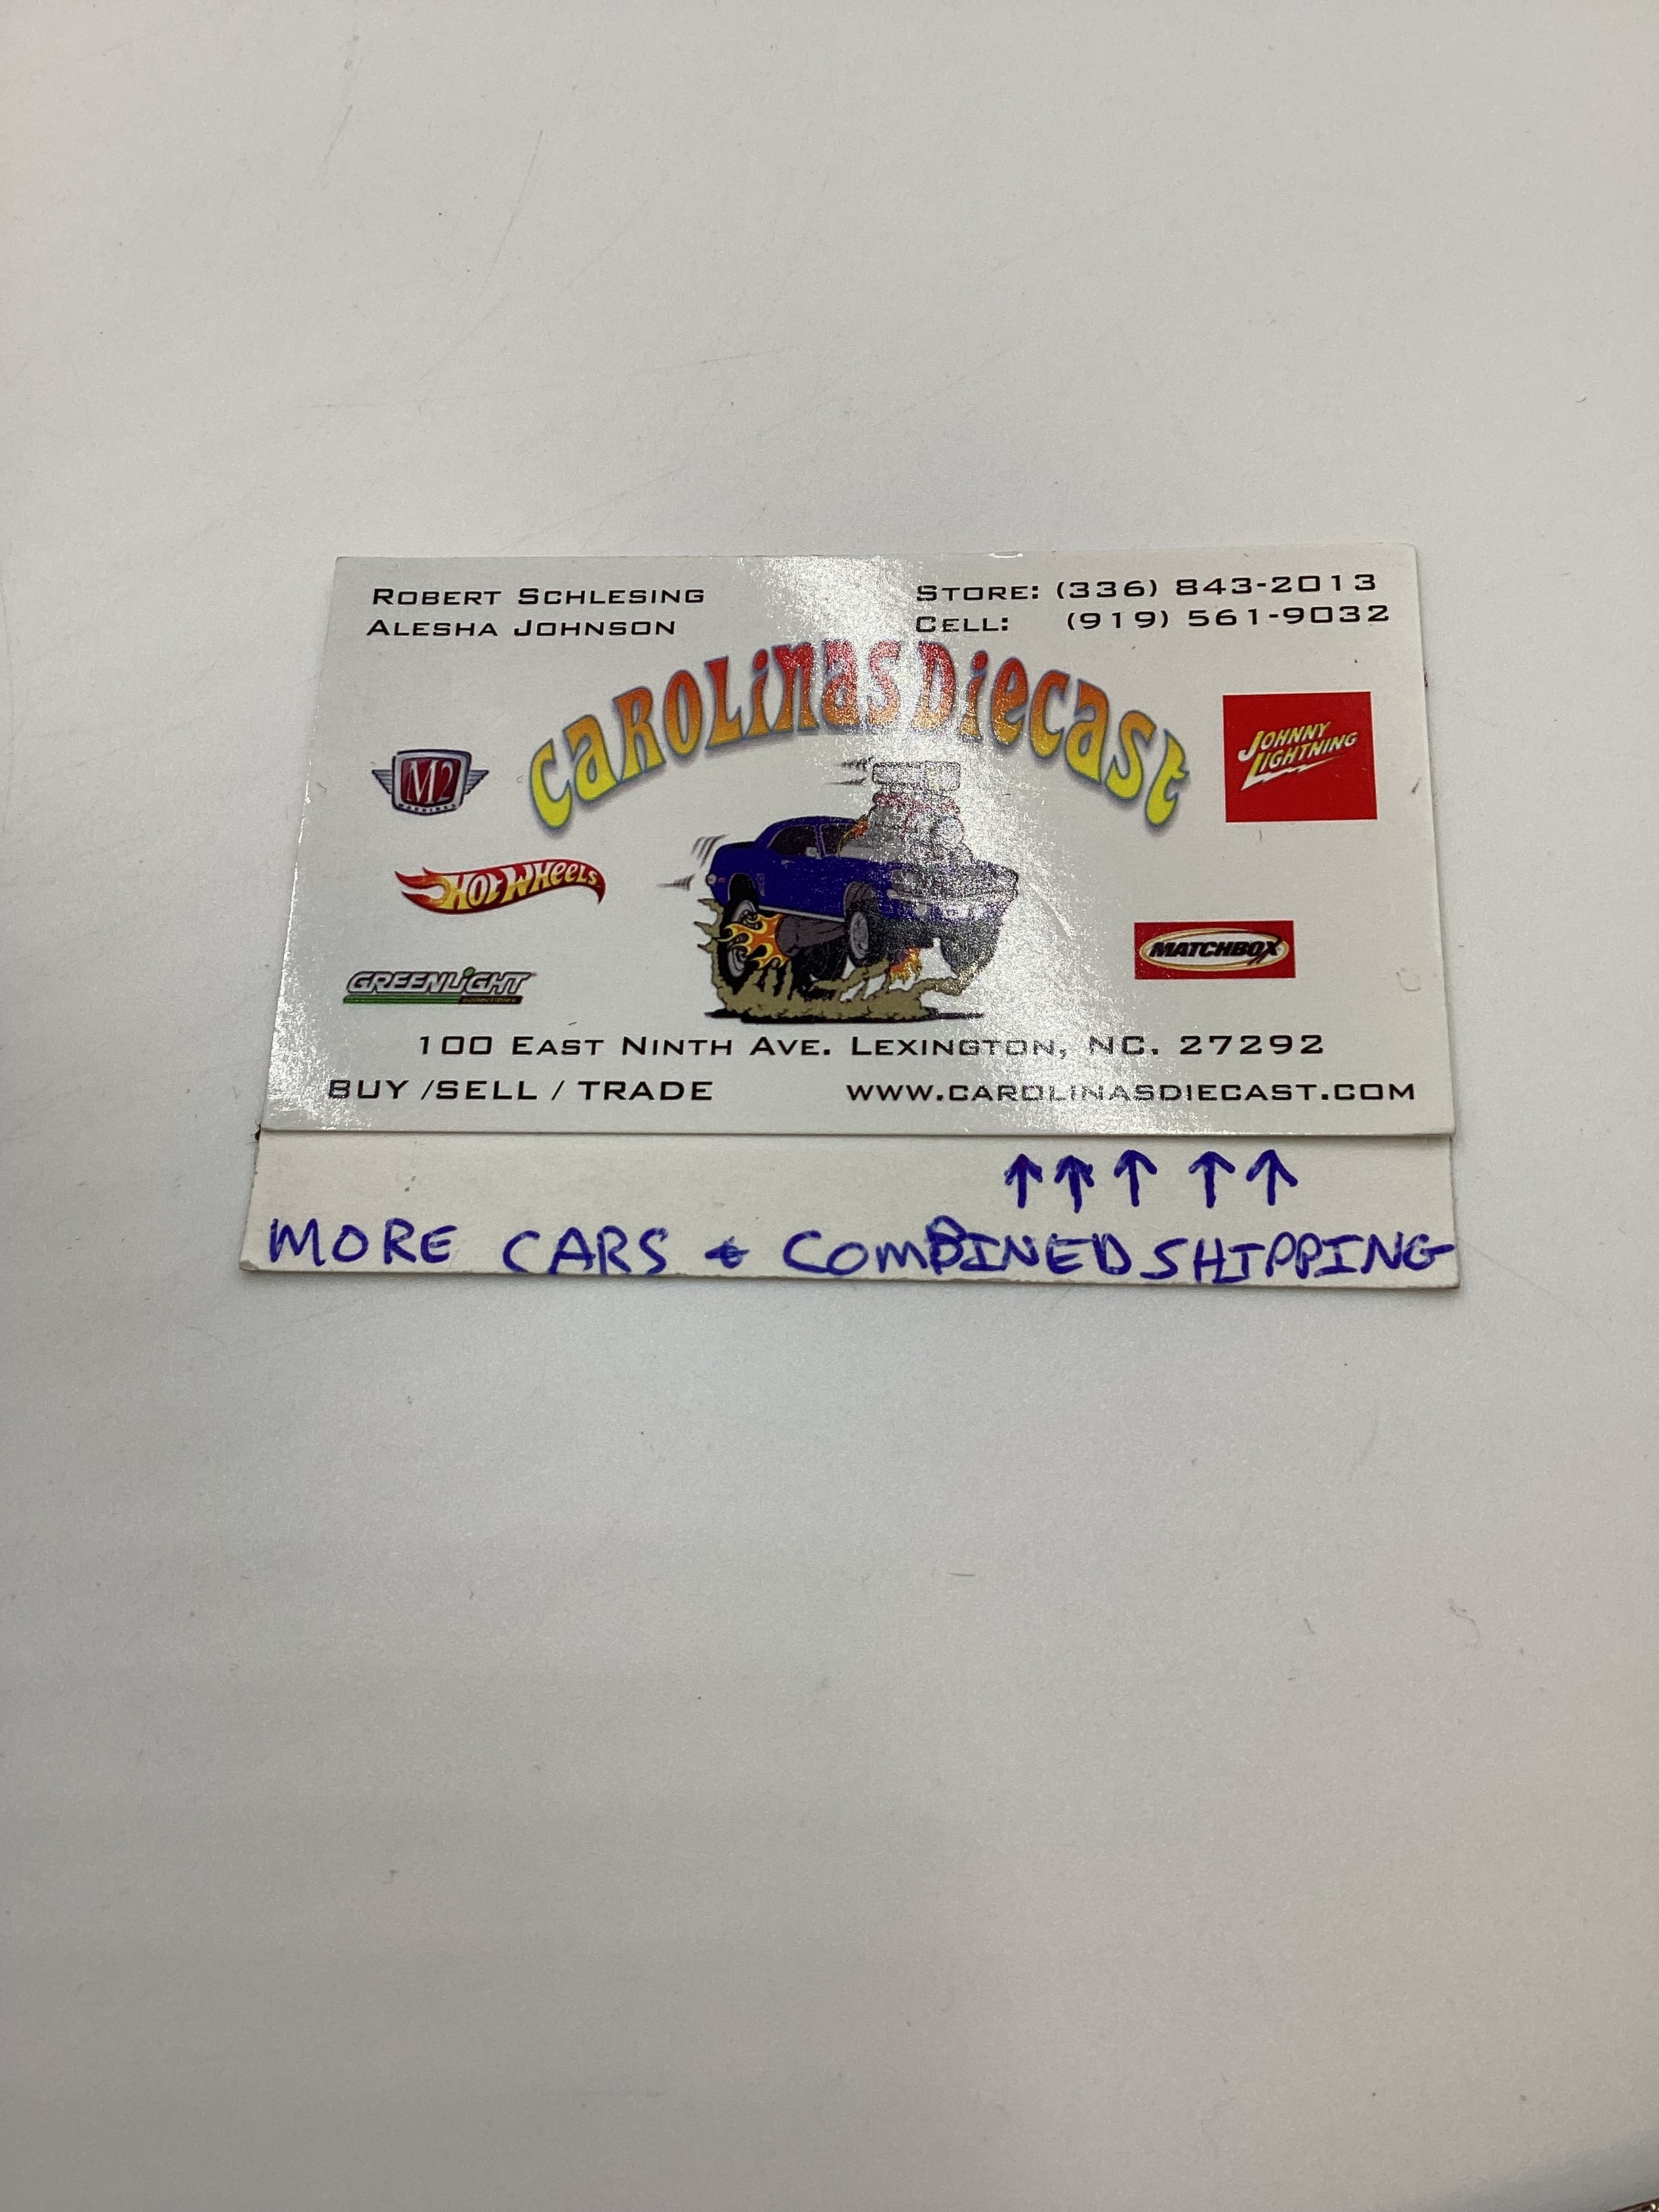 ROBERT SCHLESING
ALESHA JOHNSON
STORE: (336) 843-2013
CELL: (919) 561-9032
CAROLINAS DIECAST
M2
MACHINES
JOHNNY
LIGHTNING
HOT WHEELS
MATCHBOX
GREENLIGHT
collectibles
100 EAST NINTH AVE. LEXINGTON, NC. 27292
BUY /SELL / TRADE
WWW.CAROLINASDIECAST.COM
↑↑↑ ↑↑
MORE CARS & COMBINED SHIPPING